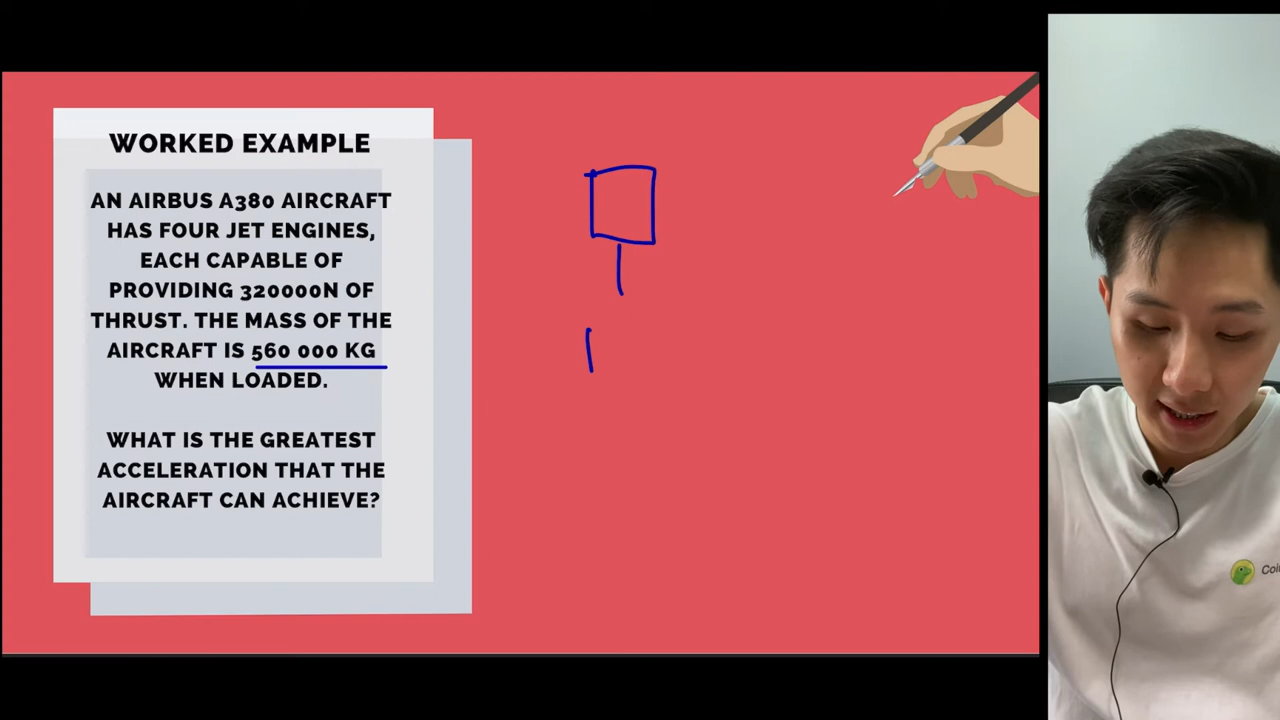 WORKED EXAMPLE
AN AIRBUS A380 AIRCRAFT
HAS FOUR JET ENGINES,
EACH CAPABLE OF
PROVIDING 320000N OF
THRUST. THE MASS OF THE
AIRCRAFT IS 560 000 KG
WHEN LOADED.
WHAT IS THE GREATEST
ACCELERATION THAT THE
AIRCRAFT CAN ACHIEVE?